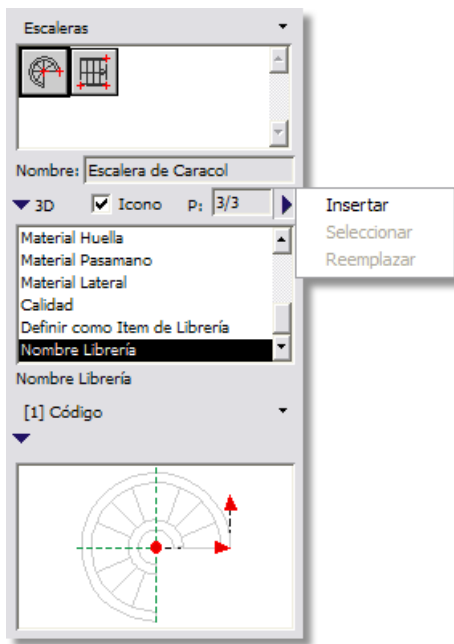 Escaleras
Nombre: Escalera de Caracol
3D Icono P: 3/3
Insertar
Seleccionar
Reemplazar
Material Huella
Material Pasamano
Material Lateral
Calidad
Definir como Item de Librería
Nombre Librería
Nombre Librería
[1] Código